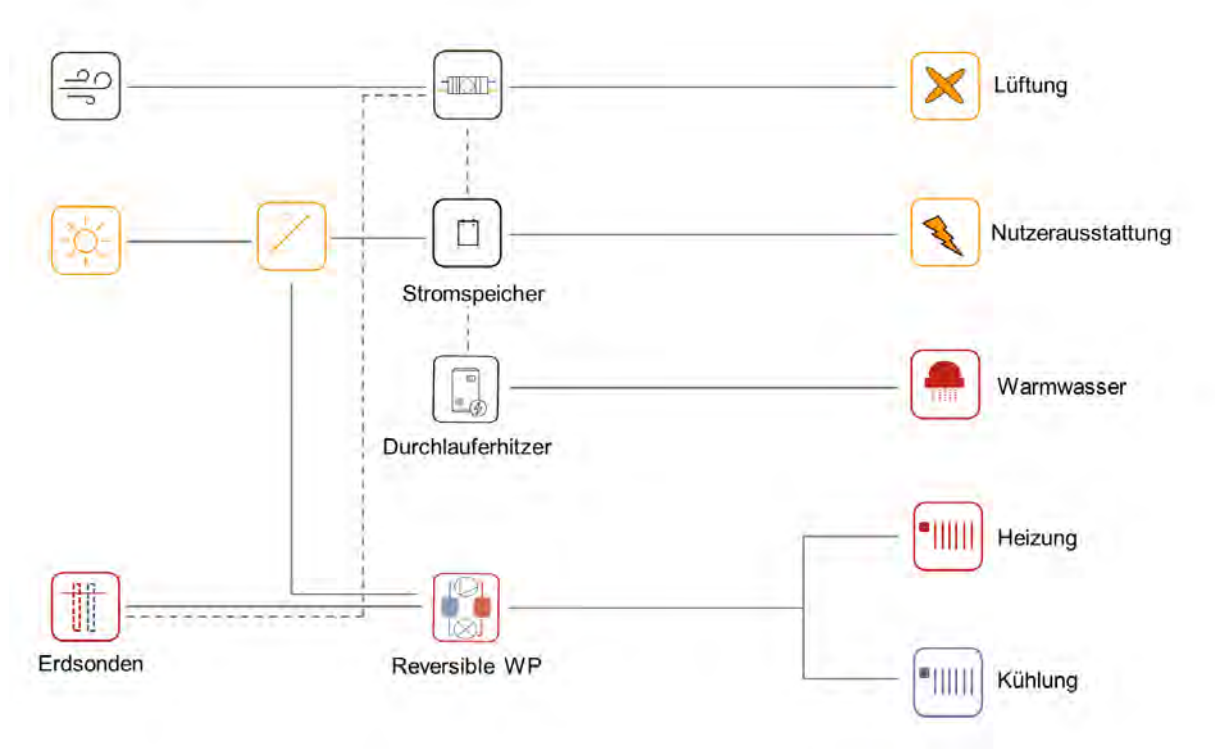 Lüftung
Nutzerausstattung
Stromspeicher
Warmwasser
Durchlauferhitzer
Heizung
Erdsonden
Reversible WP
Kühlung